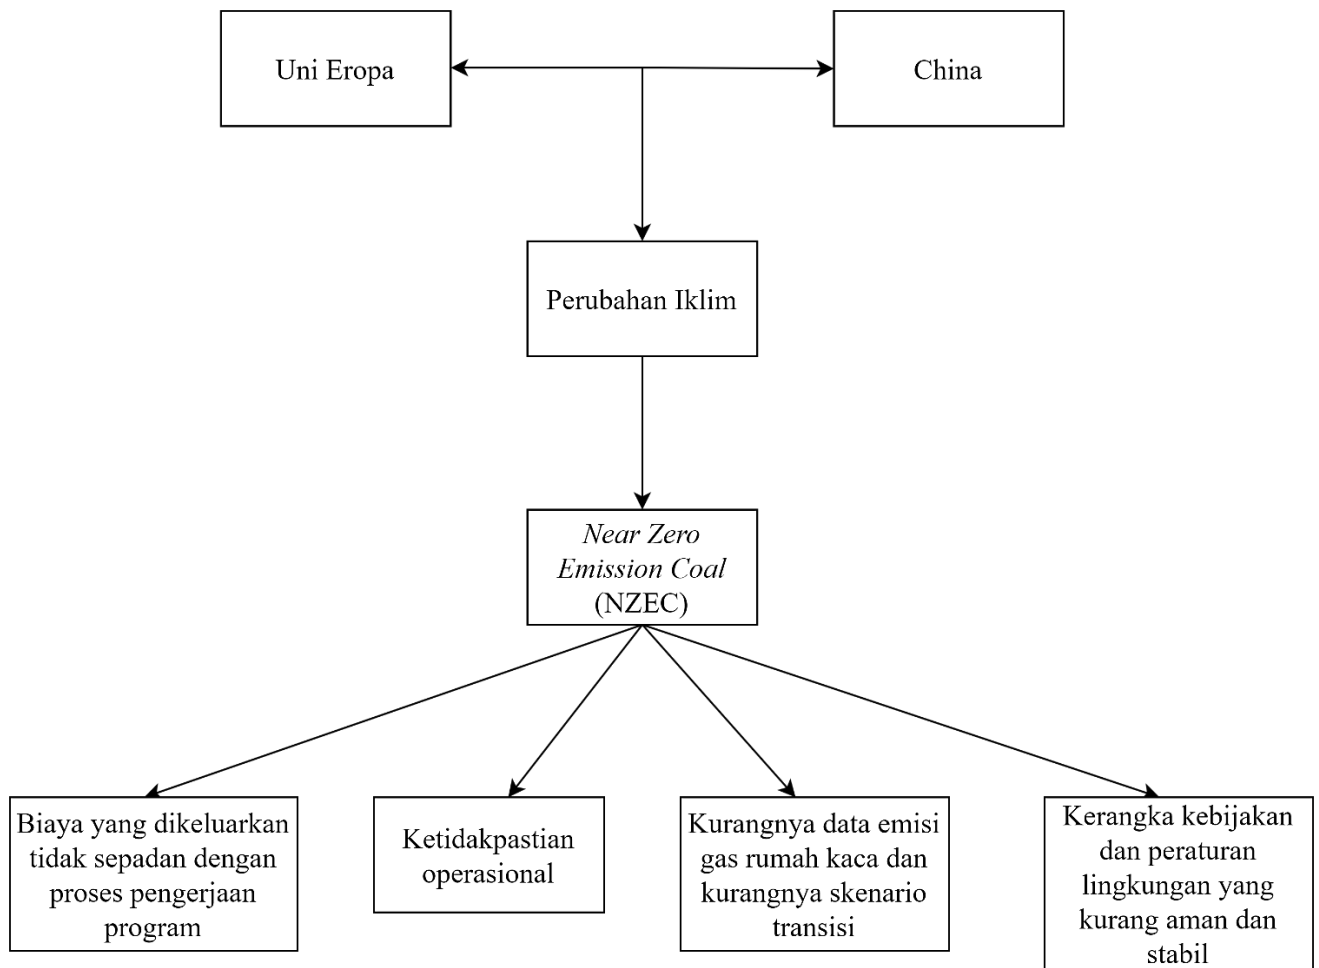 Uni Eropa
China
Perubahan Iklim
Near Zero
Emission Coal
(NZEC)
Biaya yang dikeluarkan
tidak sepadan dengan
proses pengerjaan
program
Ketidakpastian
operasional
Kurangnya data emisi
gas rumah kaca dan
kurangnya skenario
transisi
Kerangka kebijakan
dan peraturan
lingkungan yang
kurang aman dan
stabil